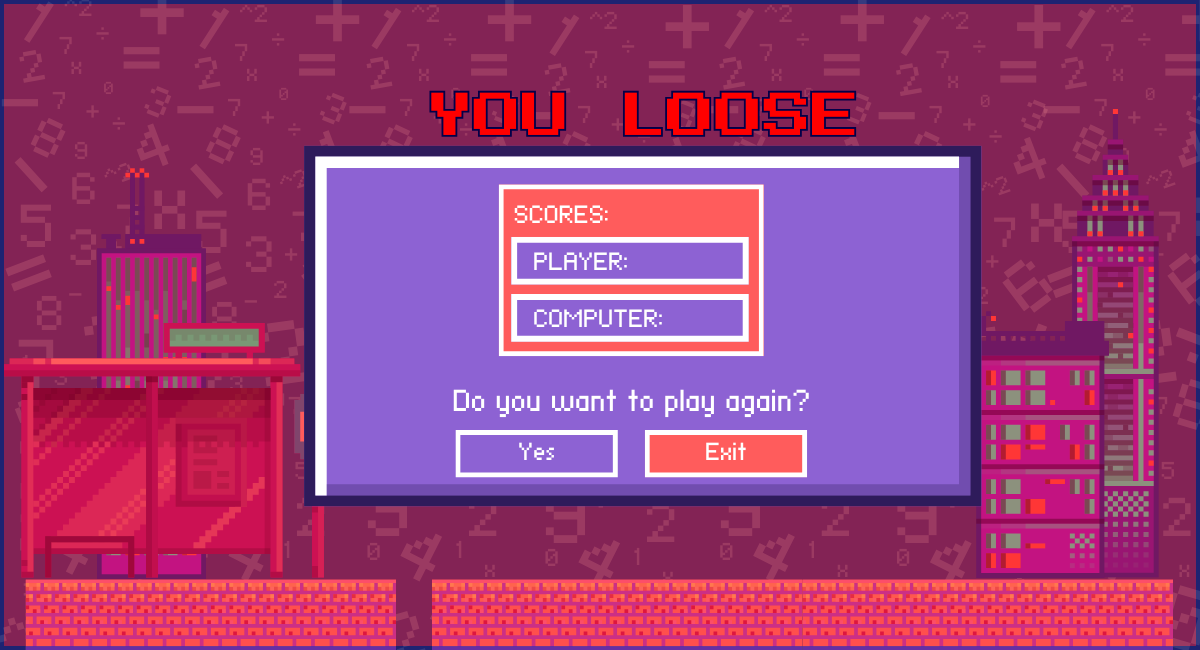 YOU LOOSE
SCORES:
PLAYER:
COMPUTER:
Do you want to play again?
Yes
Exit